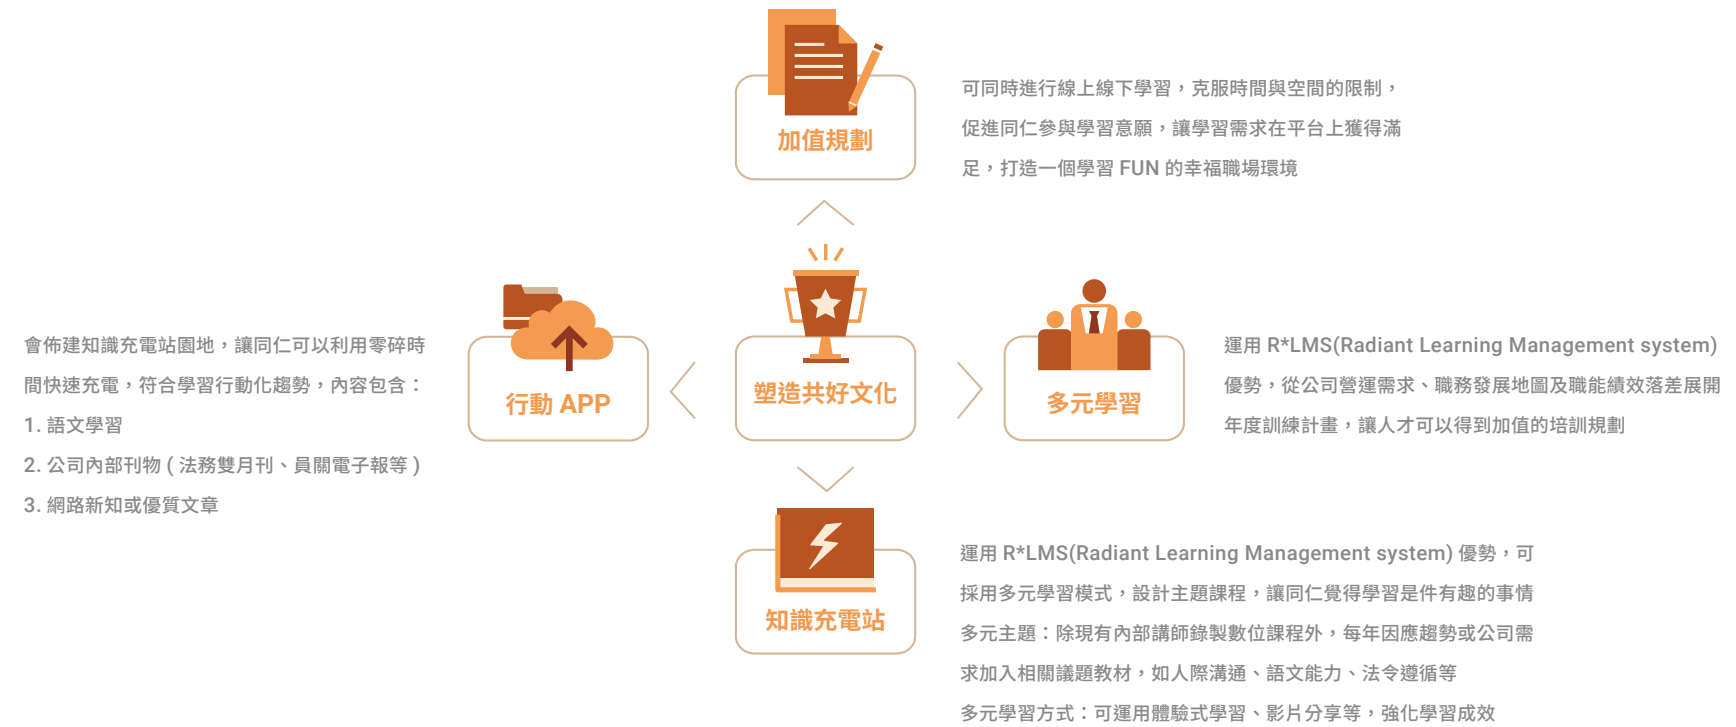 加值規劃
可同時進行線上線下學習，克服時間與空間的限制，
促進同仁參與學習意願，讓學習需求在平台上獲得滿
足，打造一個學習 FUN 的幸福職場環境
會佈建知識充電站園地，讓同仁可以利用零碎時
間快速充電，符合學習行動化趨勢，內容包含：
1. 語文學習
2. 公司內部刊物 ( 法務雙月刊、員關電子報等 )
3. 網路新知或優質文章
行動 APP
塑造共好文化
多元學習
運用 R*LMS(Radiant Learning Management system)
優勢，從公司營運需求、職務發展地圖及職能績效落差展開
年度訓練計畫，讓人才可以得到加值的培訓規劃
知識充電站
運用 R*LMS(Radiant Learning Management system) 優勢，可
採用多元學習模式，設計主題課程，讓同仁覺得學習是件有趣的事情
多元主題：除現有內部講師錄製數位課程外，每年因應趨勢或公司需
求加入相關議題教材，如人際溝通、語文能力、法令遵循等
多元學習方式：可運用體驗式學習、影片分享等，強化學習成效